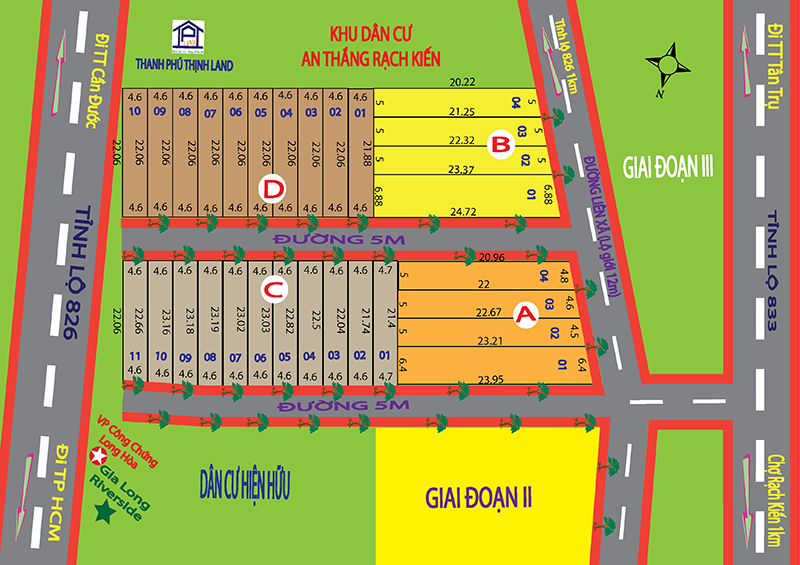 KHU DÂN CƯ
AN THẮNG RẠCH KIẾN
THANH PHÚ THỊNH LAND
Đi TT Cần Đước
TỈNH LỘ 826
Đi TP HCM
Tỉnh lộ 826 1km
ĐƯỜNG LIÊN XÃ (Lộ giới 12m)
N
GIAI ĐOẠN III
Đi TT Tân Trụ
TỈNH LỘ 833
Chợ Rạch Kiến 1km
4.6 4.6 4.6 4.6 4.6 4.6 4.6 4.6 4.6 4.6
10 09 08 07 06 05 04 03 02 01
22.06 22.06 22.06 22.06 22.06 22.06 22.06 22.06 22.06 21.88
4.6 4.6 4.6 4.6 4.6 4.6 4.6
D
20.22
5 04 5
21.25
5 03 5
22.32
B
5 02 5
23.37
6.88 01 6.88
24.72
ĐƯỜNG 5M
4.6 4.6 4.6 4.6 4.6 4.6 4.6 4.6 4.6 4.6 4.7
C
22.06 22.66 23.16 23.18 23.19 23.02 23.03 22.82 22.5 22.04 21.74 21.4
11 10 09 08 07 06 05 04 03 02 01
4.6 4.6 4.6 4.6 4.6 4.6 4.6 4.6 4.6 4.7
20.96
5 04 4.8
22
5 03 4.6
22.67
A
5 02 4.5
23.21
6.4 01 6.4
23.95
ĐƯỜNG 5M
VP Công Chứng
Long Hòa
Gia Long
Riverside
DÂN CƯ HIỆN HỮU
GIAI ĐOẠN II